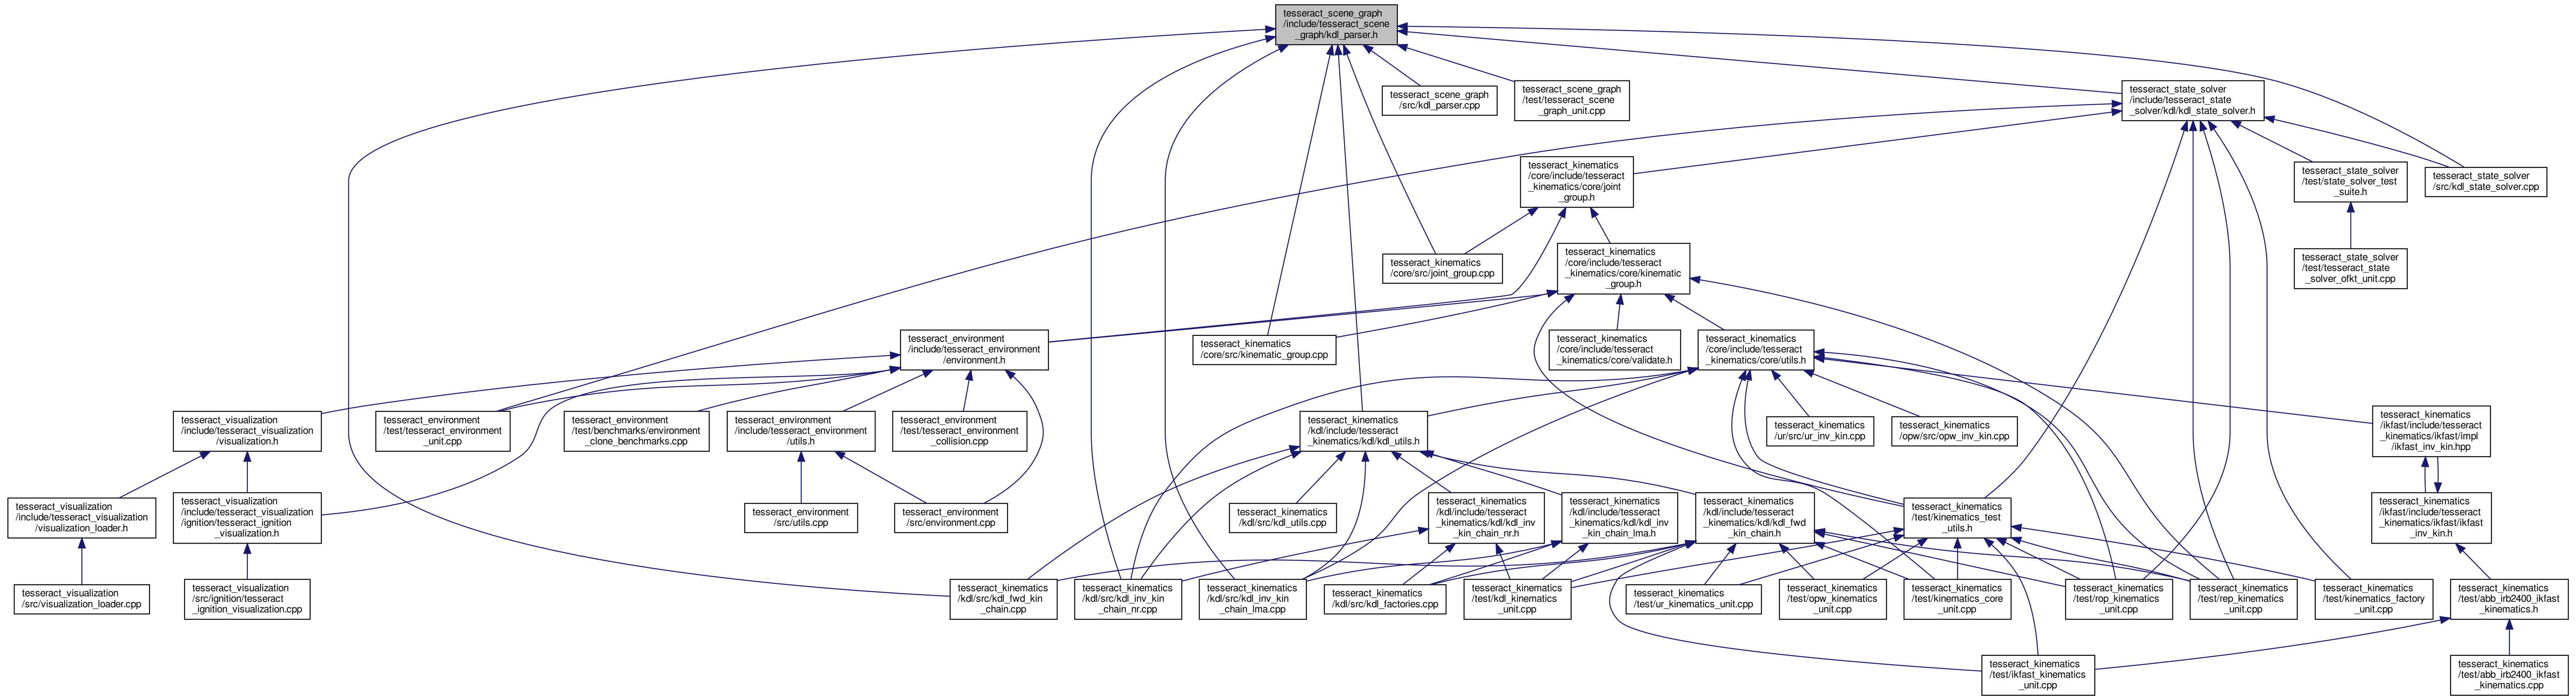 tesseract_scene_graph
/include/tesseract_scene
_graph/kdl_parser.h
tesseract_scene_graph
/src/kdl_parser.cpp
tesseract_scene_graph
/test/tesseract_scene
_graph_unit.cpp
tesseract_state_solver
/include/tesseract_state
_solver/kdl/kdl_state_solver.h
tesseract_kinematics
/core/include/tesseract
_kinematics/core/joint
_group.h
tesseract_state_solver
/test/state_solver_test
_suite.h
tesseract_state_solver
/src/kdl_state_solver.cpp
tesseract_kinematics
/core/src/joint_group.cpp
tesseract_kinematics
/core/include/tesseract
_kinematics/core/kinematic
_group.h
tesseract_state_solver
/test/tesseract_state
_solver_ofkt_unit.cpp
tesseract_environment
/include/tesseract_environment
/environment.h
tesseract_kinematics
/core/src/kinematic_group.cpp
tesseract_kinematics
/core/include/tesseract
_kinematics/core/validate.h
tesseract_kinematics
/core/include/tesseract
_kinematics/core/utils.h
tesseract_visualization
/include/tesseract_visualization
/visualization.h
tesseract_environment
/test/tesseract_environment
_unit.cpp
tesseract_environment
/test/benchmarks/environment
_clone_benchmarks.cpp
tesseract_environment
/include/tesseract_environment
/utils.h
tesseract_environment
/test/tesseract_environment
_collision.cpp
tesseract_kinematics
/kdl/include/tesseract
_kinematics/kdl/kdl_utils.h
tesseract_kinematics
/ur/src/ur_inv_kin.cpp
tesseract_kinematics
/opw/src/opw_inv_kin.cpp
tesseract_kinematics
/ikfast/include/tesseract
_kinematics/ikfast/impl
/ikfast_inv_kin.hpp
tesseract_visualization
/include/tesseract_visualization
/visualization_loader.h
tesseract_visualization
/include/tesseract_visualization
/ignition/tesseract_ignition
_visualization.h
tesseract_environment
/src/utils.cpp
tesseract_environment
/src/environment.cpp
tesseract_kinematics
/kdl/src/kdl_utils.cpp
tesseract_kinematics
/kdl/include/tesseract
_kinematics/kdl/kdl_inv
_kin_chain_nr.h
tesseract_kinematics
/kdl/include/tesseract
_kinematics/kdl/kdl_inv
_kin_chain_lma.h
tesseract_kinematics
/kdl/include/tesseract
_kinematics/kdl/kdl_fwd
_kin_chain.h
tesseract_kinematics
/test/kinematics_test
_utils.h
tesseract_kinematics
/ikfast/include/tesseract
_kinematics/ikfast/ikfast
_inv_kin.h
tesseract_visualization
/src/visualization_loader.cpp
tesseract_visualization
/src/ignition/tesseract
_ignition_visualization.cpp
tesseract_kinematics
/kdl/src/kdl_fwd_kin
_chain.cpp
tesseract_kinematics
/kdl/src/kdl_inv_kin
_chain_nr.cpp
tesseract_kinematics
/kdl/src/kdl_inv_kin
_chain_lma.cpp
tesseract_kinematics
/kdl/src/kdl_factories.cpp
tesseract_kinematics
/test/kdl_kinematics
_unit.cpp
tesseract_kinematics
/test/ur_kinematics_unit.cpp
tesseract_kinematics
/test/opw_kinematics
_unit.cpp
tesseract_kinematics
/test/kinematics_core
_unit.cpp
tesseract_kinematics
/test/rop_kinematics
_unit.cpp
tesseract_kinematics
/test/rep_kinematics
_unit.cpp
tesseract_kinematics
/test/kinematics_factory
_unit.cpp
tesseract_kinematics
/test/abb_irb2400_ikfast
_kinematics.h
tesseract_kinematics
/test/ikfast_kinematics
_unit.cpp
tesseract_kinematics
/test/abb_irb2400_ikfast
_kinematics.cpp